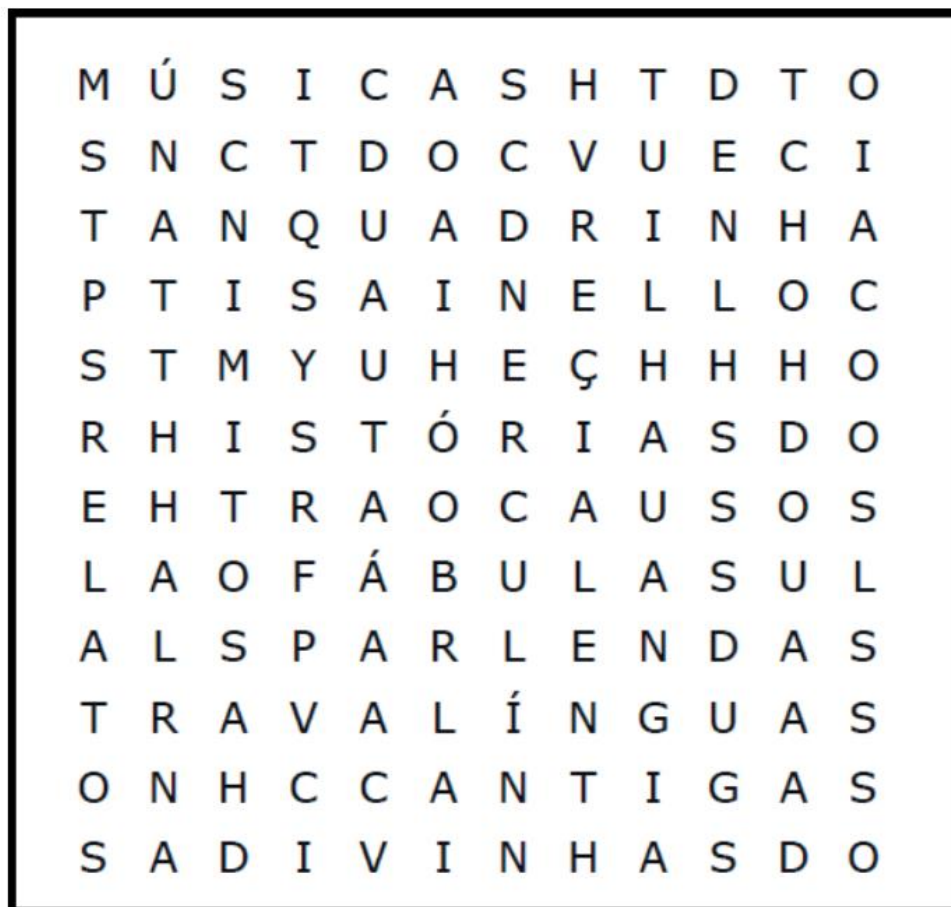 M Ú S I C A S H T D T O
S N C T D O C V U E C I
T A N Q U A D R I N H A
P T I S A I N E L L O C
S T M Y U H E Ç H H H O
R H I S T Ó R I A S D O
E H T R A O C A U S O S
L A O F Á B U L A S U L
A L S P A R L E N D A S
T R A V A L Í N G U A S
O N H C C A N T I G A S
S A D I V I N H A S D O